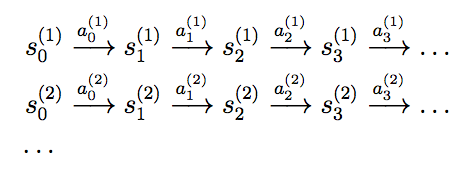 $s_0^{(1)} \xrightarrow{a_0^{(1)}} s_1^{(1)} \xrightarrow{a_1^{(1)}} s_2^{(1)} \xrightarrow{a_2^{(1)}} s_3^{(1)} \xrightarrow{a_3^{(1)}} \ldots$
$s_0^{(2)} \xrightarrow{a_0^{(2)}} s_1^{(2)} \xrightarrow{a_1^{(2)}} s_2^{(2)} \xrightarrow{a_2^{(2)}} s_3^{(2)} \xrightarrow{a_3^{(2)}} \ldots$
$\ldots$